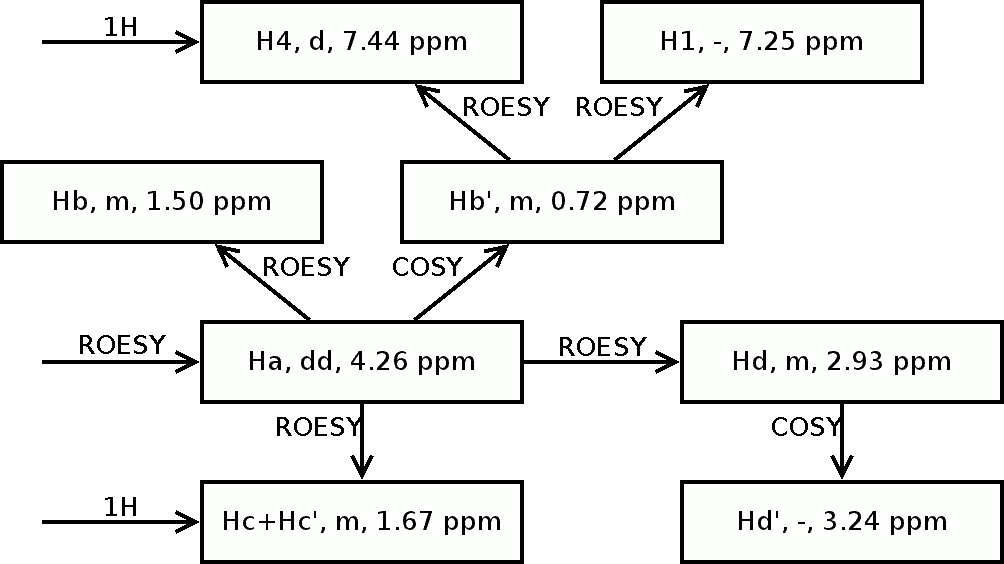 1H
H4, d, 7.44 ppm
H1, -, 7.25 ppm
ROESY
ROESY
Hb, m, 1.50 ppm
Hb', m, 0.72 ppm
ROESY
COSY
ROESY
Ha, dd, 4.26 ppm
ROESY
Hd, m, 2.93 ppm
ROESY
COSY
1H
Hc+Hc', m, 1.67 ppm
Hd', -, 3.24 ppm